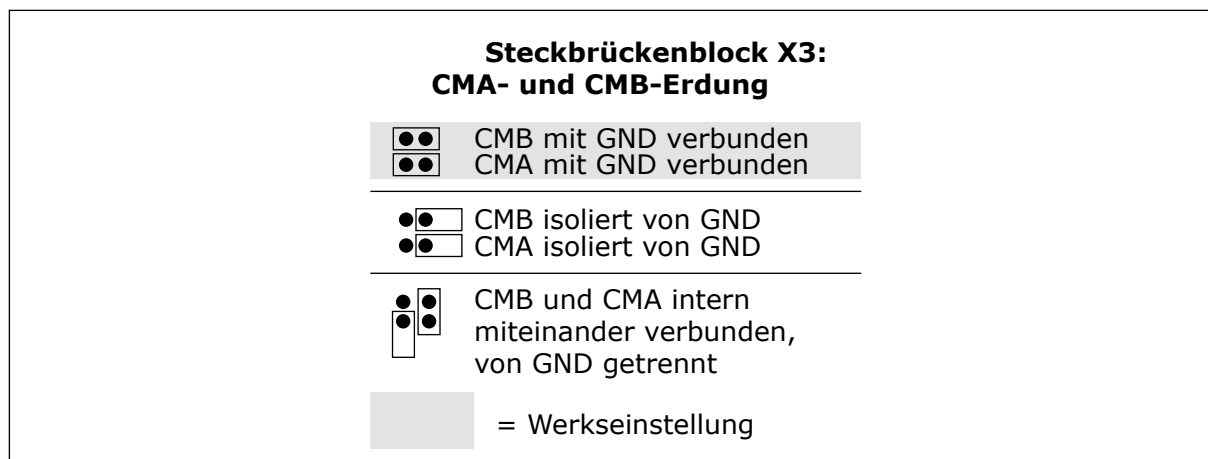 Steckbrückenblock X3:
CMA- und CMB-Erdung
CMB mit GND verbunden
CMA mit GND verbunden
CMB isoliert von GND
CMA isoliert von GND
CMB und CMA intern
miteinander verbunden,
von GND getrennt
= Werkseinstellung